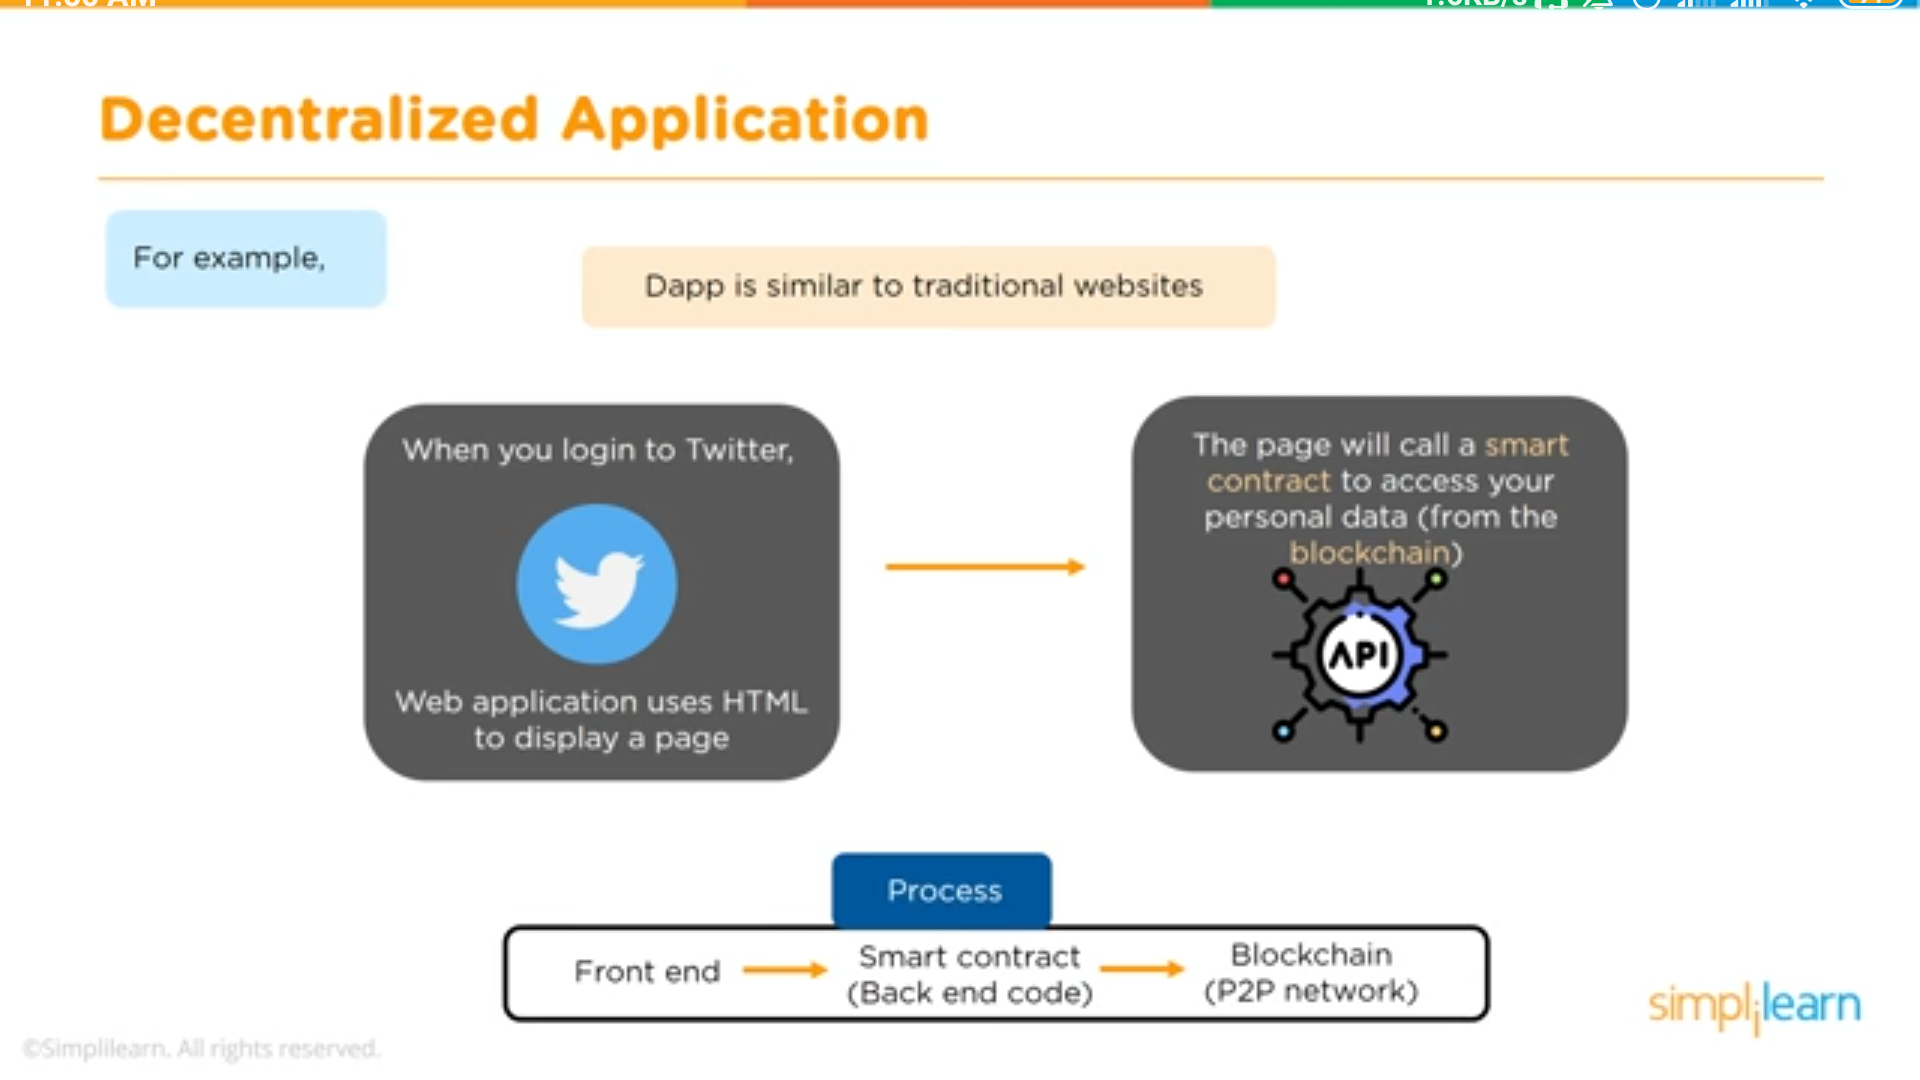 Decentralized Application
For example,
Dapp is similar to traditional websites
When you login to Twitter,
Web application uses HTML
to display a page
The page will call a smart
contract to access your
personal data (from the
blockchain)
API
Process
Front end
Smart contract
(Back end code)
Blockchain
(P2P network)
simplilearn
©Simplilearn. All rights reserved.